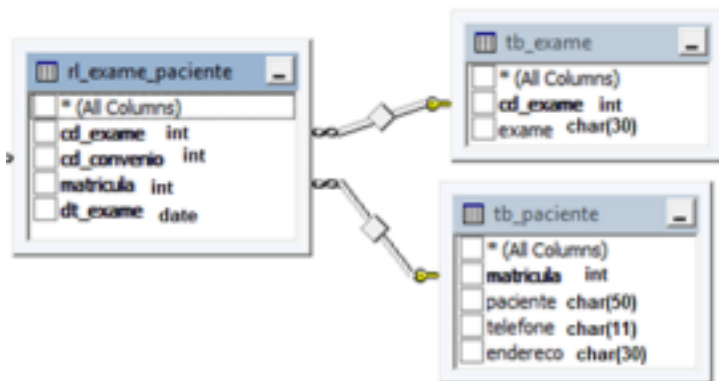 rl_exame_paciente
* (All Columns)
cd_exame int
cd_convenio int
matricula int
dt_exame date
tb_exame
* (All Columns)
cd_exame int
exame char(30)
tb_paciente
* (All Columns)
matricula int
paciente char(50)
telefone char(11)
endereco char(30)